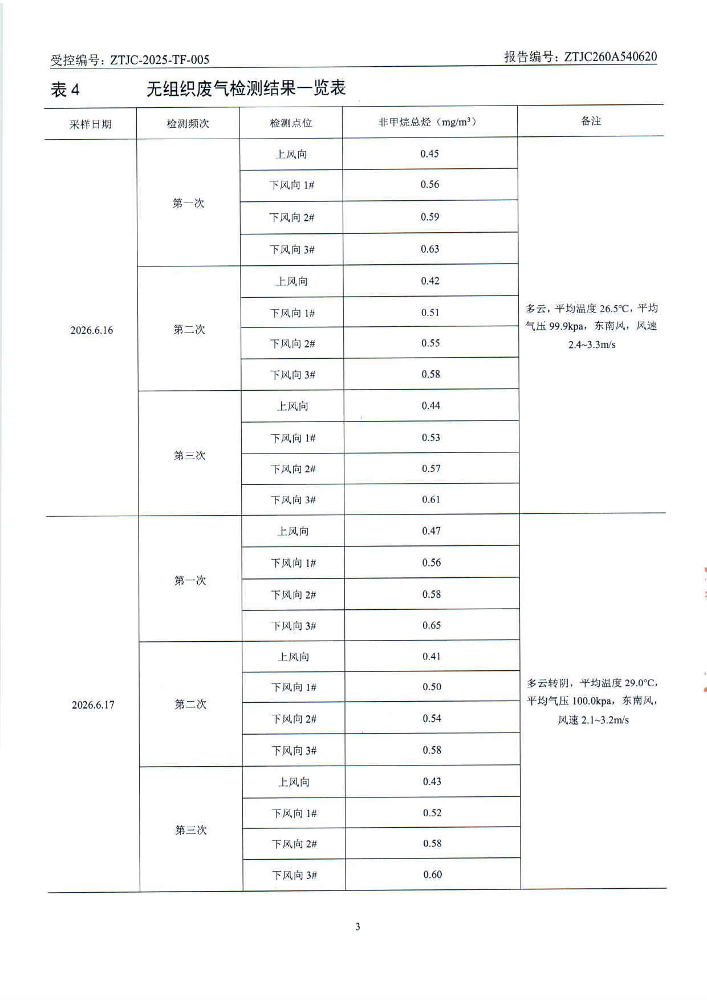 受控编号：ZTJC-2025-TF-005
报告编号：ZTJC260A540620
表 4 无组织废气检测结果一览表
采样日期 检测频次 检测点位 非甲烷总烃（mg/m³） 备注
2026.6.16
第一次
上风向 0.45
下风向 1# 0.56
下风向 2# 0.59
下风向 3# 0.63
第二次
上风向 0.42
下风向 1# 0.51
下风向 2# 0.55
下风向 3# 0.58
第三次
上风向 0.44
下风向 1# 0.53
下风向 2# 0.57
下风向 3# 0.61
多云，平均温度 26.5℃，平均
气压 99.9kpa，东南风，风速
2.4~3.3m/s
2026.6.17
第一次
上风向 0.47
下风向 1# 0.56
下风向 2# 0.58
下风向 3# 0.65
第二次
上风向 0.41
下风向 1# 0.50
下风向 2# 0.54
下风向 3# 0.58
第三次
上风向 0.43
下风向 1# 0.52
下风向 2# 0.58
下风向 3# 0.60
多云转阴，平均温度 29.0℃，
平均气压 100.0kpa，东南风，
风速 2.1~3.2m/s
3